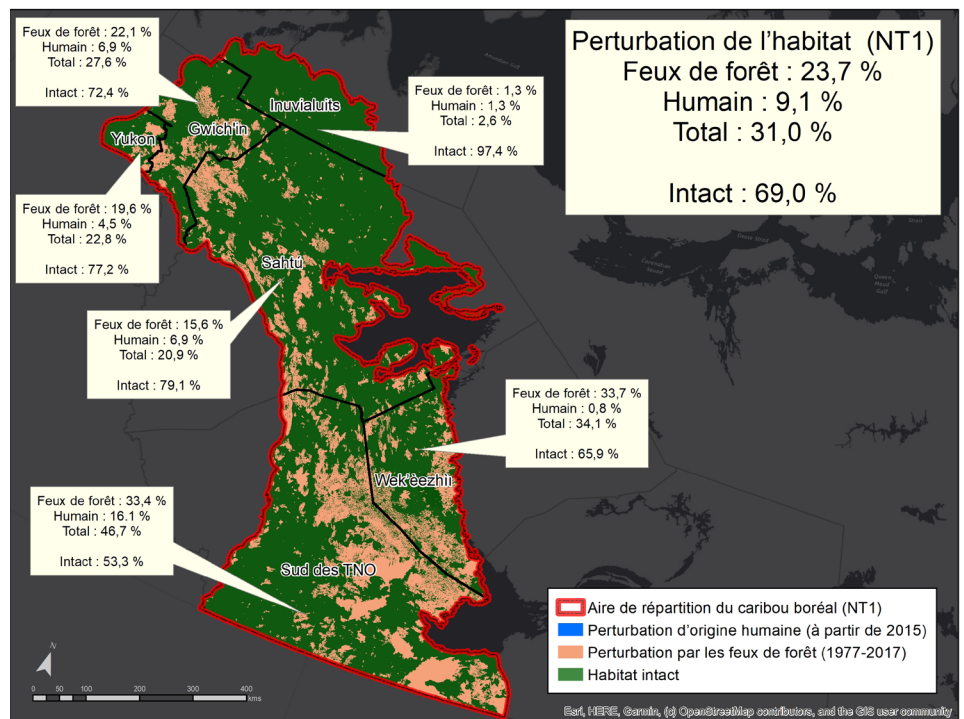 Perturbation de l'habitat (NT1)
Feux de forêt : 23,7 %
Humain : 9,1 %
Total : 31,0 %
Intact : 69,0 %
Feux de forêt : 22,1 %
Humain : 6,9 %
Total : 27,6 %
Intact : 72,4 %
Feux de forêt : 1,3 %
Humain : 1,3 %
Total : 2,6 %
Intact : 97,4 %
Inuvialuits
Gwich'in
Yukon
Feux de forêt : 19,6 %
Humain : 4,5 %
Total : 22,8 %
Intact : 77,2 %
Sahtú
Feux de forêt : 15,6 %
Humain : 6,9 %
Total : 20,9 %
Intact : 79,1 %
Feux de forêt : 33,7 %
Humain : 0,8 %
Total : 34,1 %
Intact : 65,9 %
Wek'èezhìi
Feux de forêt : 33,4 %
Humain : 16.1 %
Total : 46,7 %
Intact : 53,3 %
Sud des TNO
Aire de répartition du caribou boréal (NT1)
Perturbation d'origine humaine (à partir de 2015)
Perturbation par les feux de forêt (1977-2017)
Habitat intact
N
0 50 100 200 300 400
kms
Esri, HERE, Garmin, (c) OpenStreetMap contributors, and the GIS user community